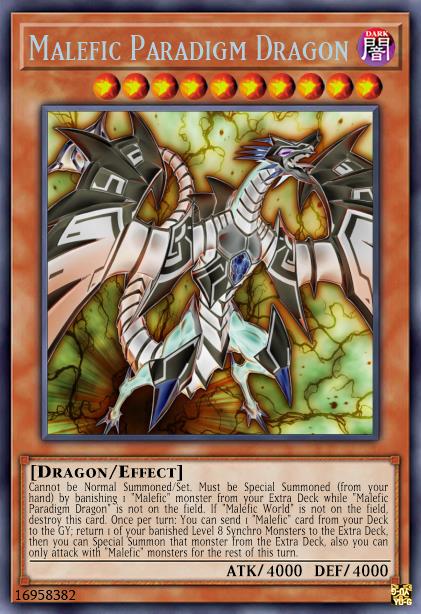 MALEFIC PARADIGM DRAGON
DARK
闇
[DRAGON/EFFECT]
Cannot be Normal Summoned/Set. Must be Special Summoned (from your
hand) by banishing 1 "Malefic" monster from your Extra Deck while "Malefic
Paradigm Dragon" is not on the field. If "Malefic World" is not on the field,
destroy this card. Once per turn: You can send 1 "Malefic" card from your Deck
to the GY; return 1 of your banished Level 8 Synchro Monsters to the Extra Deck,
then you can Special Summon that monster from the Extra Deck, also you can
only attack with "Malefic" monsters for the rest of this turn.
ATK/4000 DEF/4000
16958382